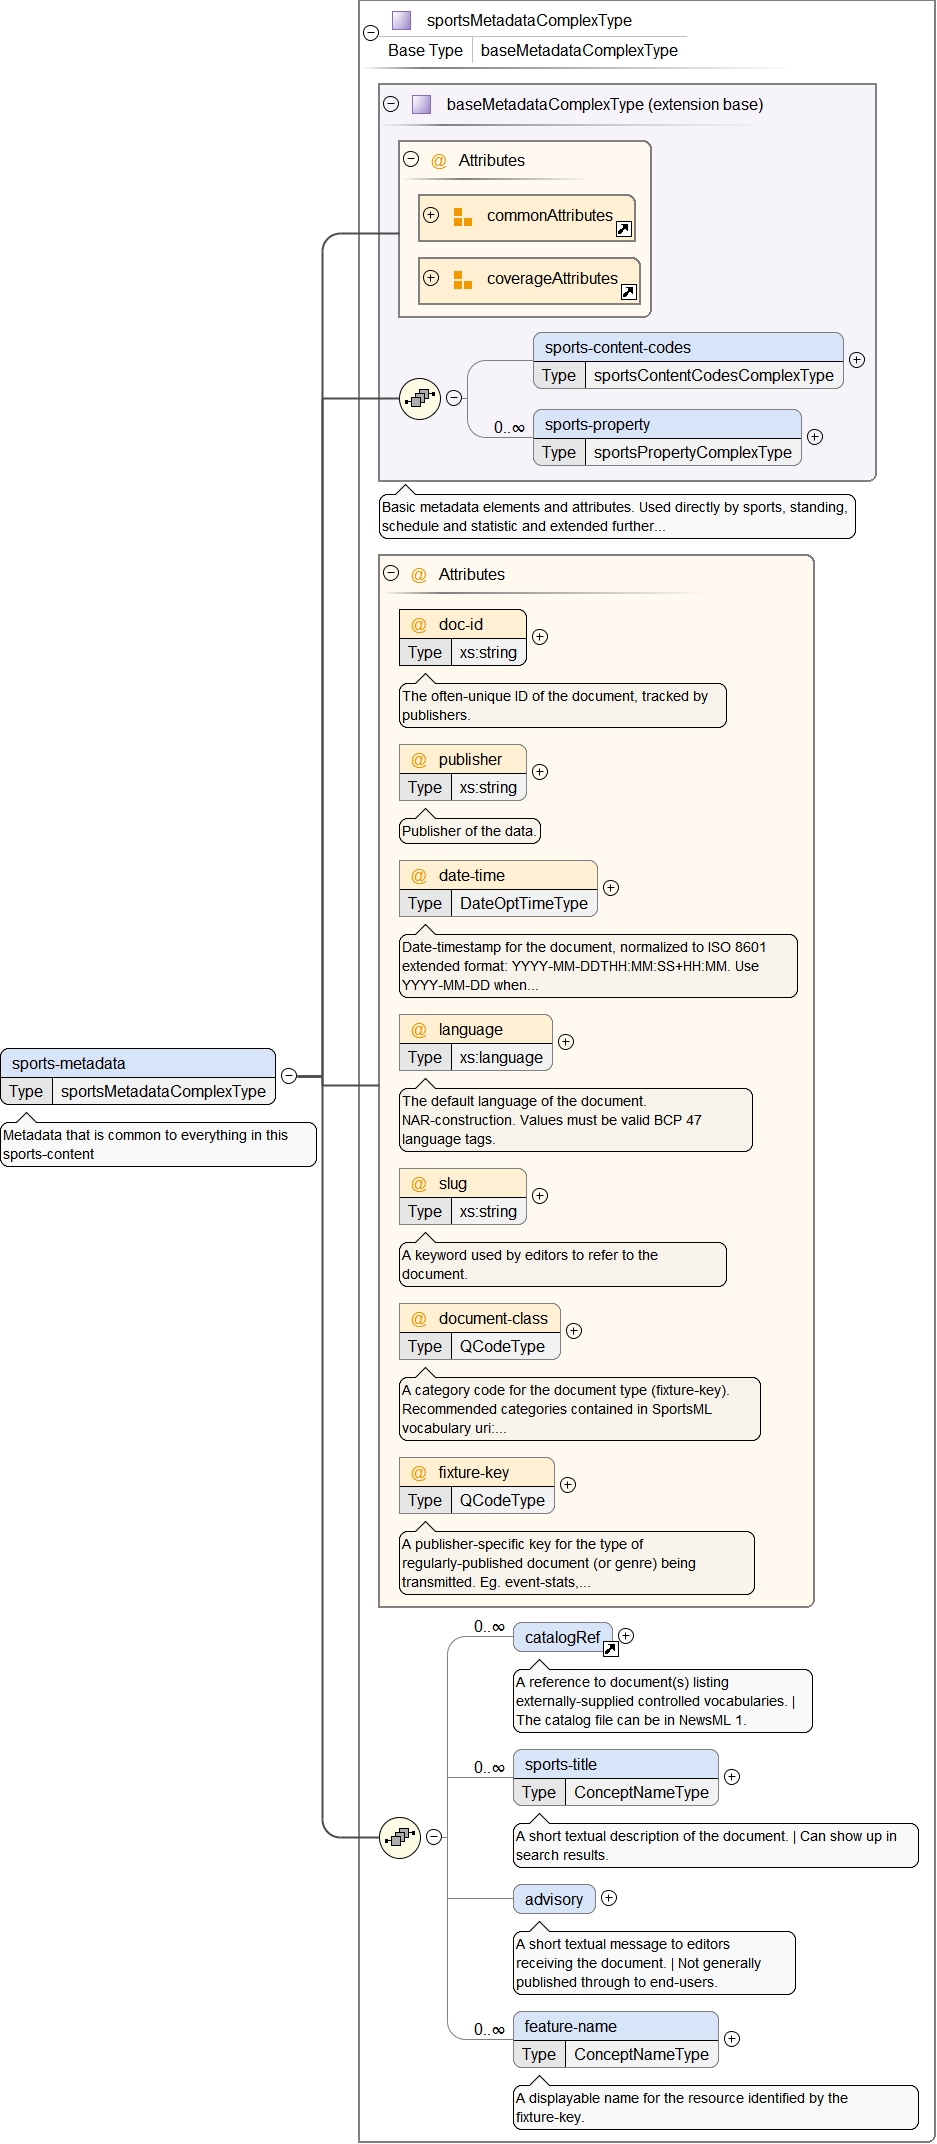 sportsMetadataComplexType
Base Type baseMetadataComplexType
baseMetadataComplexType (extension base)
@ Attributes
commonAttributes
coverageAttributes
sports-content-codes
Type sportsContentCodesComplexType
0..∞ sports-property
Type sportsPropertyComplexType
Basic metadata elements and attributes. Used directly by sports, standing,
schedule and statistic and extended further...
@ Attributes
@ doc-id
Type xs:string
The often-unique ID of the document, tracked by
publishers.
@ publisher
Type xs:string
Publisher of the data.
@ date-time
Type DateOptTimeType
Date-timestamp for the document, normalized to ISO 8601
extended format: YYYY-MM-DDTHH:MM:SS+HH:MM. Use
YYYY-MM-DD when...
@ language
Type xs:language
The default language of the document.
NAR-construction. Values must be valid BCP 47
language tags.
sports-metadata
Type sportsMetadataComplexType
Metadata that is common to everything in this
sports-content
@ slug
Type xs:string
A keyword used by editors to refer to the
document.
@ document-class
Type QCodeType
A category code for the document type (fixture-key).
Recommended categories contained in SportsML
vocabulary uri:...
@ fixture-key
Type QCodeType
A publisher-specific key for the type of
regularly-published document (or genre) being
transmitted. Eg. event-stats,...
0..∞ catalogRef
A reference to document(s) listing
externally-supplied controlled vocabularies. |
The catalog file can be in NewsML 1.
0..∞ sports-title
Type ConceptNameType
A short textual description of the document. | Can show up in
search results.
advisory
A short textual message to editors
receiving the document. | Not generally
published through to end-users.
0..∞ feature-name
Type ConceptNameType
A displayable name for the resource identified by the
fixture-key.